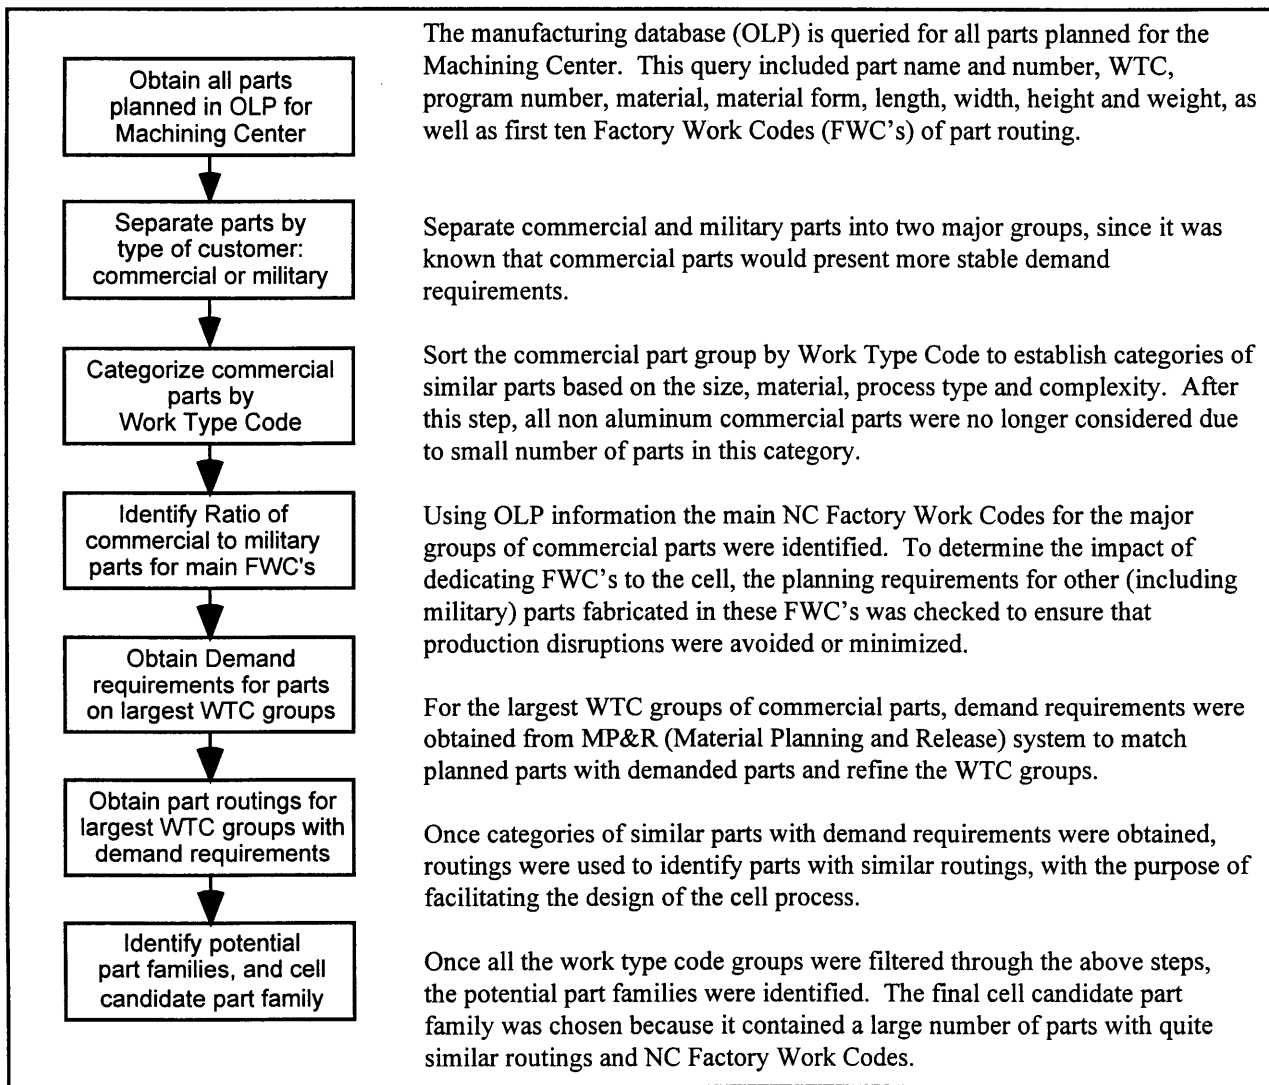 Obtain all parts
planned in OLP for
Machining Center
The manufacturing database (OLP) is queried for all parts planned for the
Machining Center.  This query included part name and number, WTC,
program number, material, material form, length, width, height and weight, as
well as first ten Factory Work Codes (FWC's) of part routing.
Separate parts by
type of customer:
commercial or military
Separate commercial and military parts into two major groups, since it was
known that commercial parts would present more stable demand
requirements.
Categorize commercial
parts by
Work Type Code
Sort the commercial part group by Work Type Code to establish categories of
similar parts based on the size, material, process type and complexity.  After
this step, all non aluminum commercial parts were no longer considered due
to small number of parts in this category.
Identify Ratio of
commercial to military
parts for main FWC's
Using OLP information the main NC Factory Work Codes for the major
groups of commercial parts were identified.  To determine the impact of
dedicating FWC's to the cell, the planning requirements for other (including
military) parts fabricated in these FWC's was checked to ensure that
production disruptions were avoided or minimized.
Obtain Demand
requirements for parts
on largest WTC groups
For the largest WTC groups of commercial parts, demand requirements were
obtained from MP&R (Material Planning and Release) system to match
planned parts with demanded parts and refine the WTC groups.
Obtain part routings for
largest WTC groups with
demand requirements
Once categories of similar parts with demand requirements were obtained,
routings were used to identify parts with similar routings, with the purpose of
facilitating the design of the cell process.
Identify potential
part families, and cell
candidate part family
Once all the work type code groups were filtered through the above steps,
the potential part families were identified.  The final cell candidate part
family was chosen because it contained a large number of parts with quite
similar routings and NC Factory Work Codes.